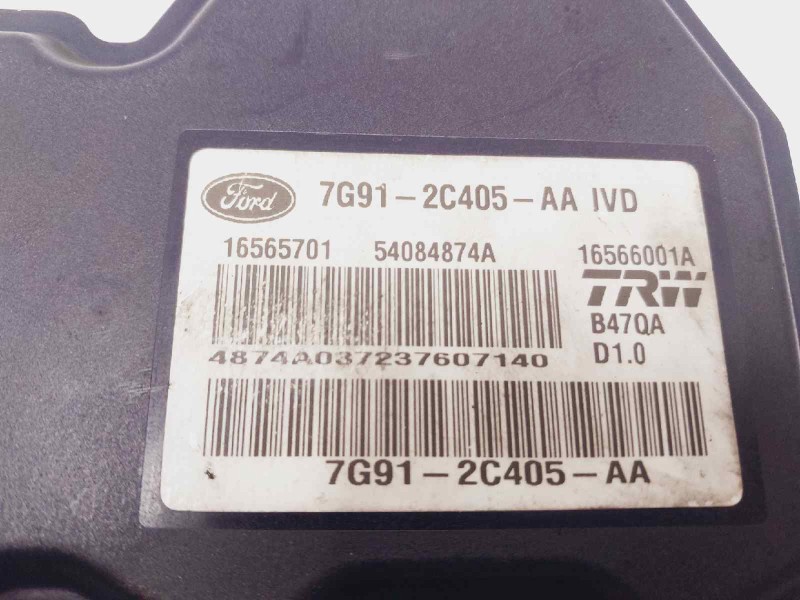 Ford 7G91-2C405-AA IVD
16565701 54084874A 16566001A
TRW
B47QA
4874A037237607140 D1.0
7G91-2C405-AA